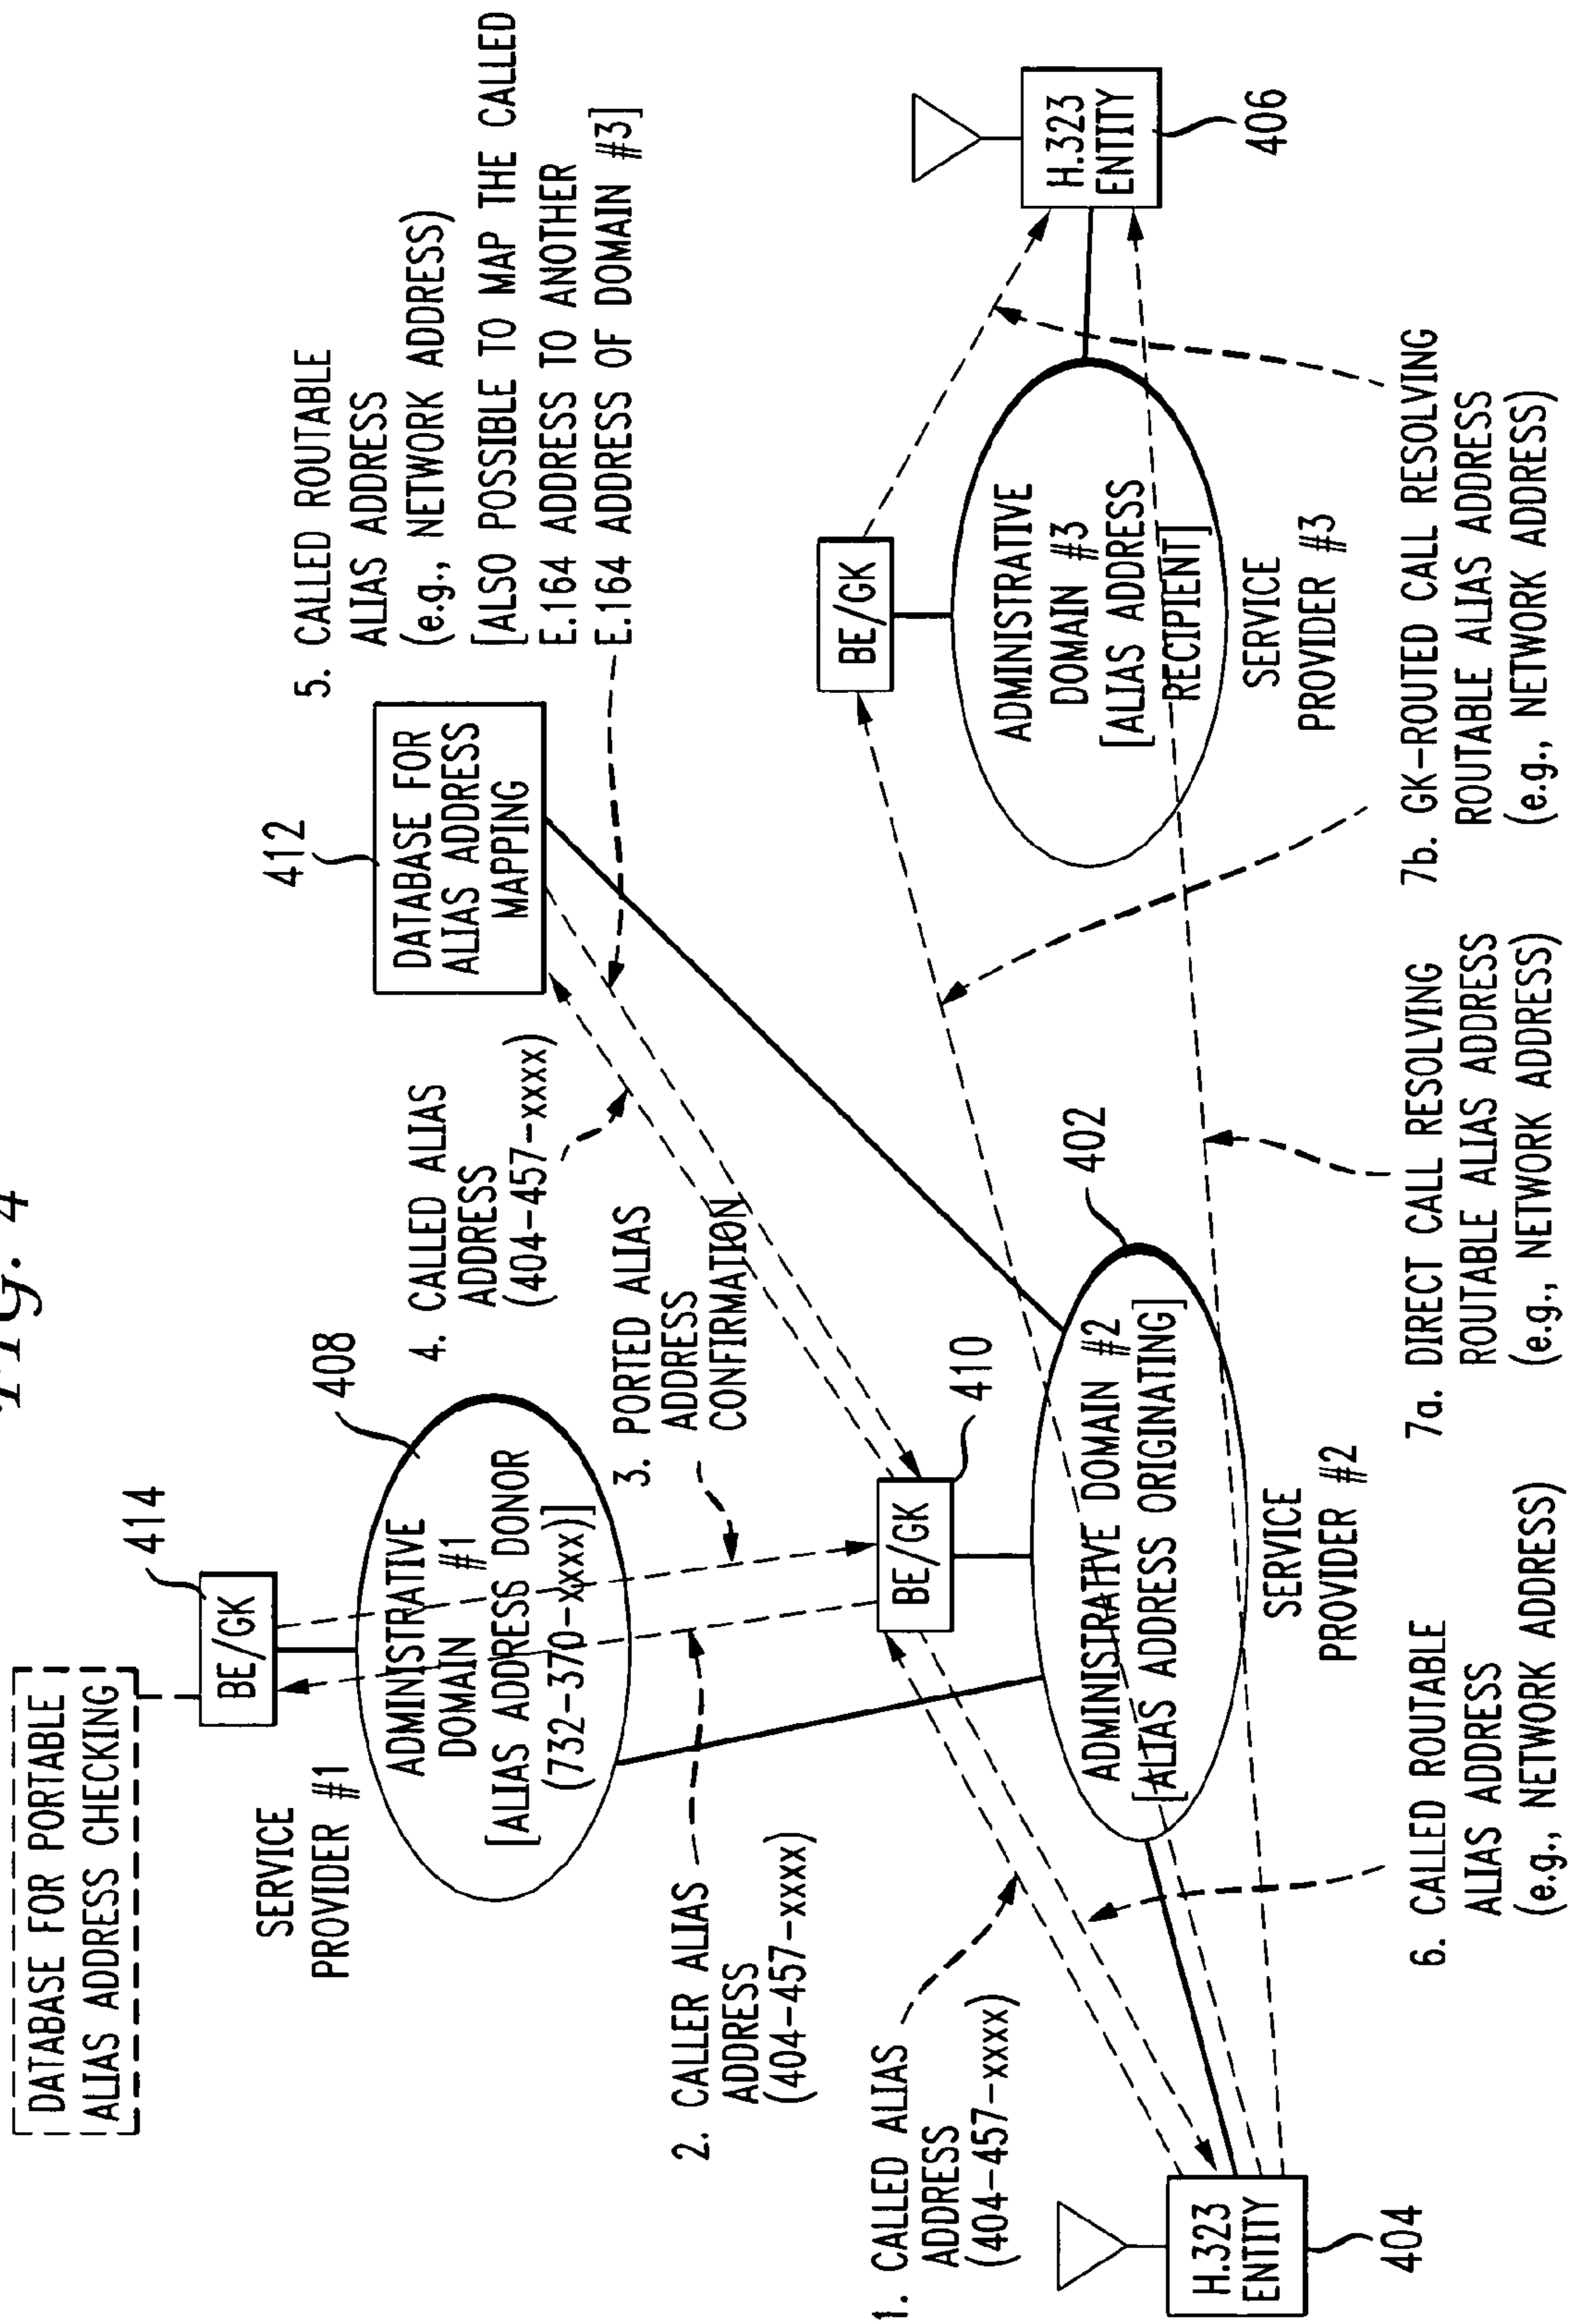 FIG. 4
DATABASE FOR PORTABLE
ALIAS ADDRESS CHECKING
414
BE/GK
SERVICE
PROVIDER #1
408
ADMINISTRATIVE
DOMAIN #1
[ALIAS ADDRESS DONOR
(732-370-xxxx)]
412
DATABASE FOR
ALIAS ADDRESS
MAPPING
5. CALLED ROUTABLE
ALIAS ADDRESS
(e.g., NETWORK ADDRESS)
[ALSO POSSIBLE TO MAP THE CALLED
E.164 ADDRESS TO ANOTHER
E.164 ADDRESS OF DOMAIN #3]
4. CALLED ALIAS
ADDRESS
(404-457-xxxx)
3. PORTED ALIAS
ADDRESS
CONFIRMATION
2. CALLER ALIAS
ADDRESS
(404-457-xxxx)
1. CALLED ALIAS
ADDRESS
(404-457-xxxx)
BE/GK
410
402
ADMINISTRATIVE DOMAIN #2
[ALIAS ADDRESS ORIGINATING]
SERVICE
PROVIDER #2
BE/GK
ADMINISTRATIVE
DOMAIN #3
[ALIAS ADDRESS
RECIPIENT]
SERVICE
PROVIDER #3
H.323
ENTITY
406
H.323
ENTITY
404
6. CALLED ROUTABLE
ALIAS ADDRESS
(e.g., NETWORK ADDRESS)
7a. DIRECT CALL RESOLVING
ROUTABLE ALIAS ADDRESS
(e.g., NETWORK ADDRESS)
7b. GK-ROUTED CALL RESOLVING
ROUTABLE ALIAS ADDRESS
(e.g., NETWORK ADDRESS)